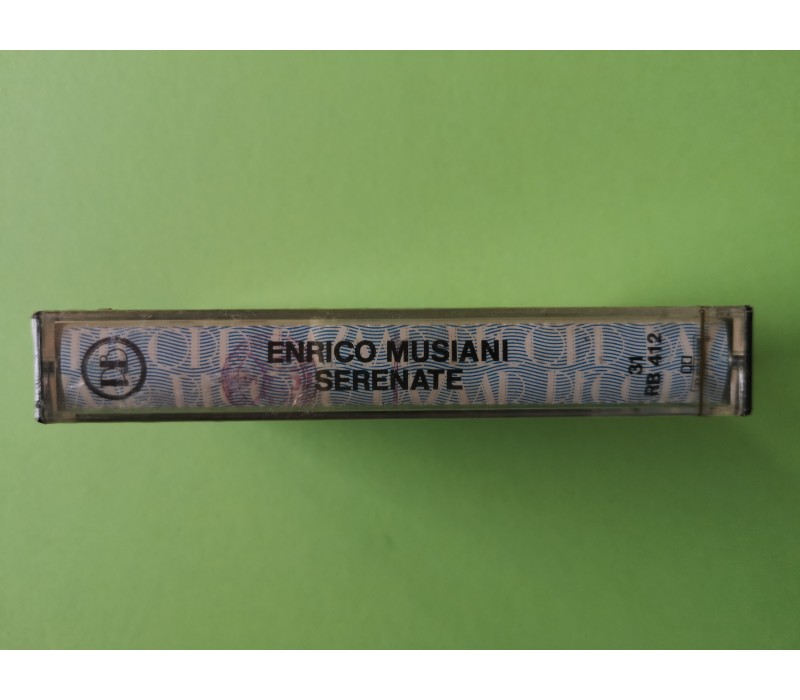 ENRICO MUSIANI
SERENATE
31
RB 412